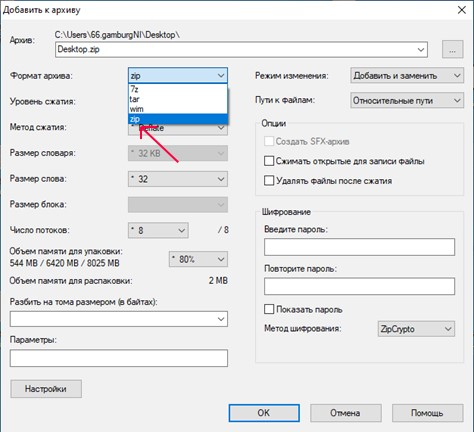 Добавить к архиву
Архив:
C:\Users\66.gamburgNI\Desktop\
Desktop.zip
...
Формат архива:
zip
7z
tar
wim
zip
Уровень сжатия:
Метод сжатия:
* Deflate
Размер словаря:
* 32 KB
Размер слова:
* 32
Размер блока:
*
Число потоков:
* 8
/ 8
Объем памяти для упаковки:
544 MB / 6420 MB / 8025 MB
* 80%
Объем памяти для распаковки:
2 MB
Разбить на тома размером (в байтах):
Параметры:
Настройки
Режим изменения:
Добавить и заменить
Пути к файлам:
Относительные пути
Опции
Создать SFX-архив
Сжимать открытые для записи файлы
Удалять файлы после сжатия
Шифрование
Введите пароль:
Повторите пароль:
Показать пароль
Метод шифрования:
ZipCrypto
OK
Отмена
Помощь